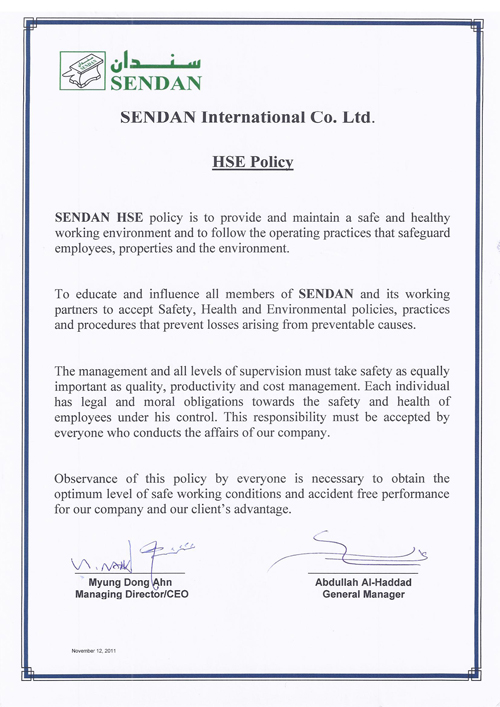 سندان
SENDAN
SENDAN International Co. Ltd.
HSE Policy
SENDAN HSE policy is to provide and maintain a safe and healthy
working environment and to follow the operating practices that safeguard
employees, properties and the environment.
To educate and influence all members of SENDAN and its working
partners to accept Safety, Health and Environmental policies, practices
and procedures that prevent losses arising from preventable causes.
The management and all levels of supervision must take safety as equally
important as quality, productivity and cost management. Each individual
has legal and moral obligations towards the safety and health of
employees under his control. This responsibility must be accepted by
everyone who conducts the affairs of our company.
Observance of this policy by everyone is necessary to obtain the
optimum level of safe working conditions and accident free performance
for our company and our client's advantage.
Myung Dong Ahn
Managing Director/CEO
Abdullah Al-Haddad
General Manager
November 12, 2011